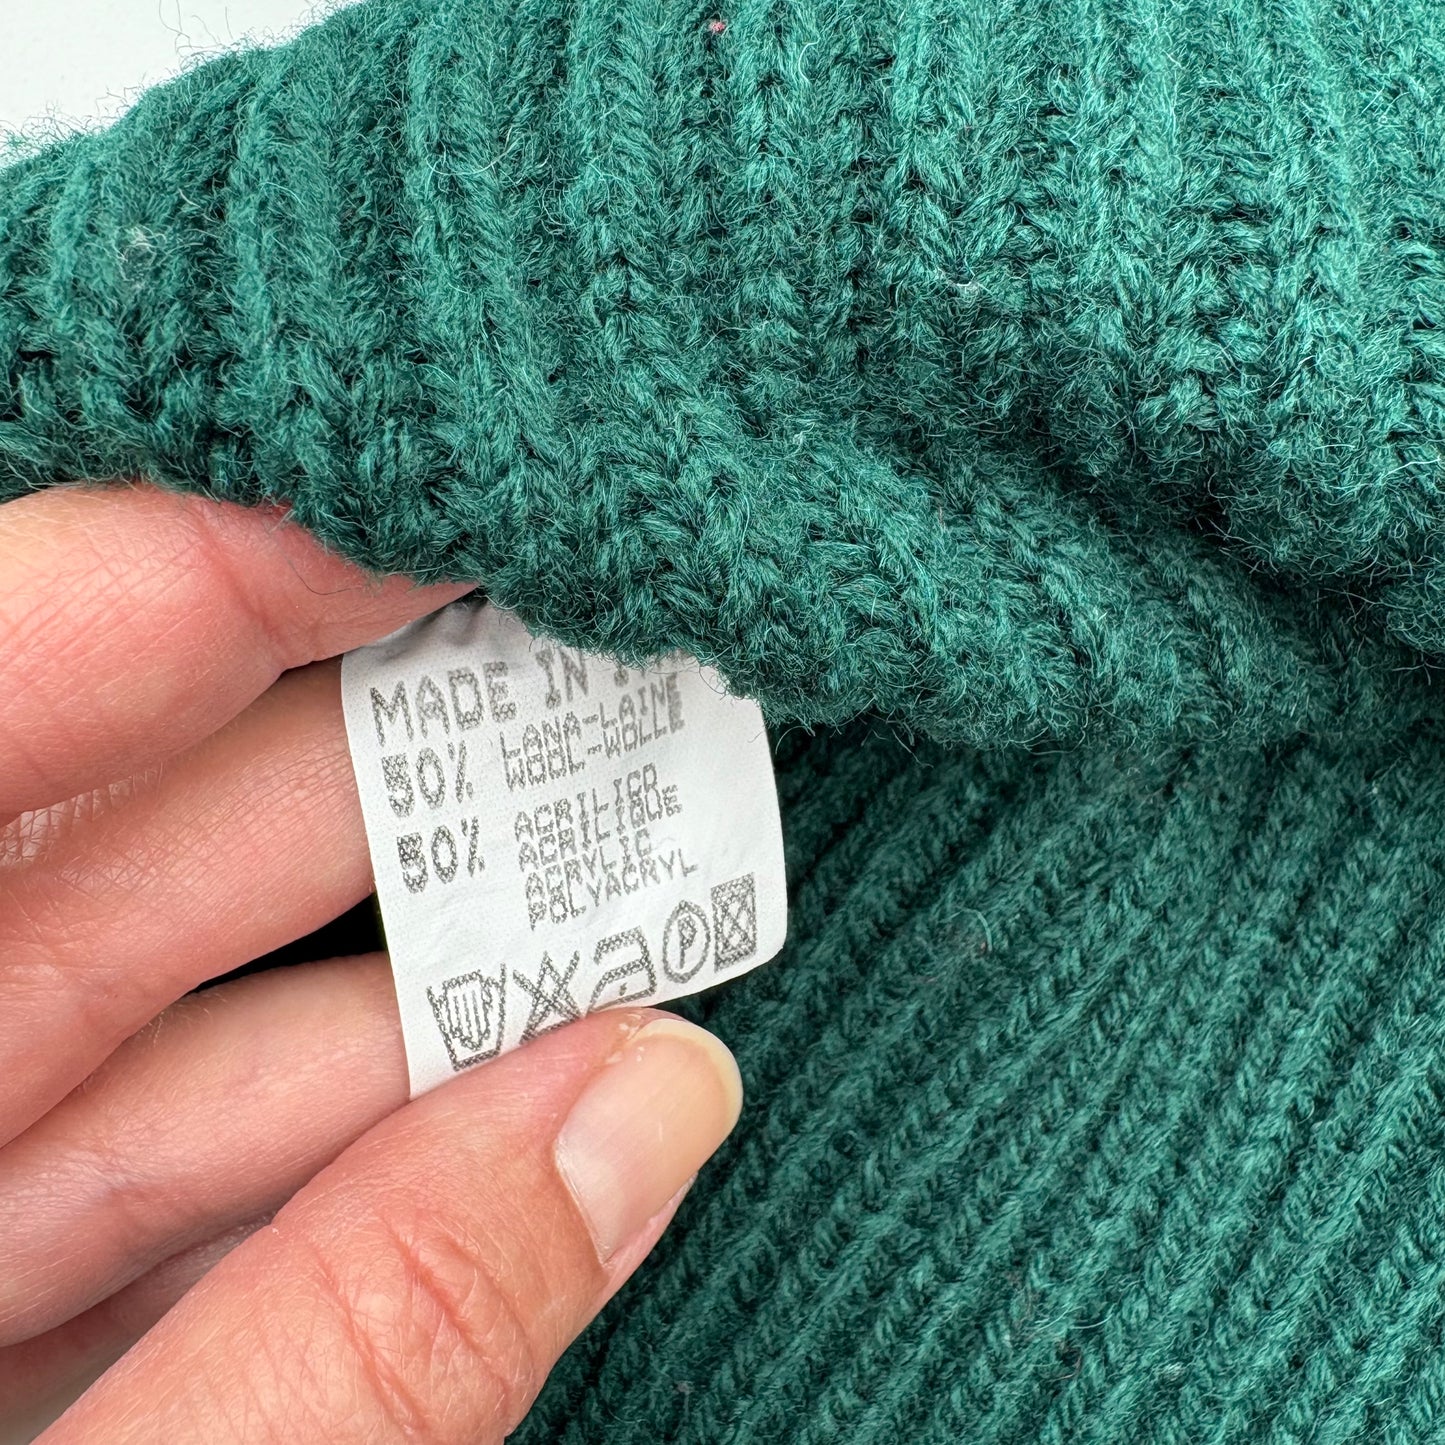 MADE IN
50% LANA-LAINE
WOOL-WOLLE
50% ACRILICO
ACRILIQUE
ACRYLIC
POLYACRYL
P